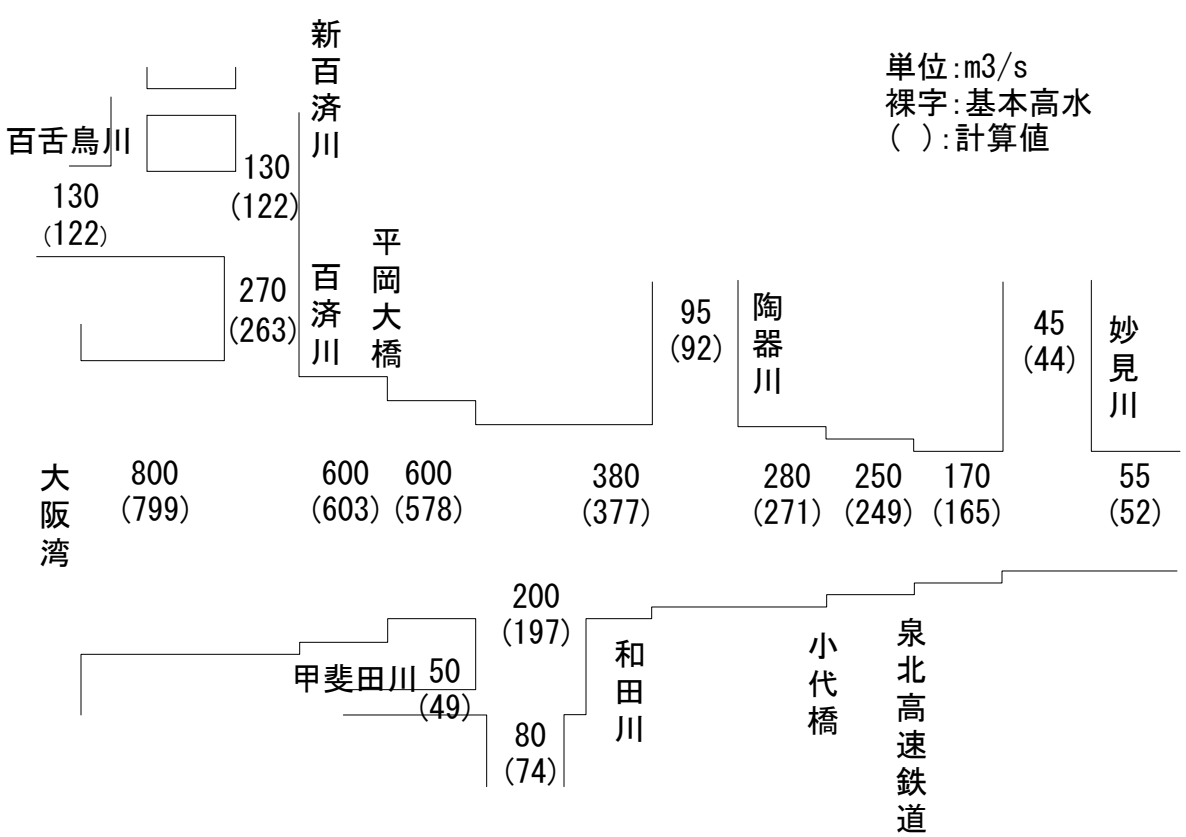 新百済川
単位:m3/s
裸字:基本高水
( ):計算値
百舌鳥川
130
(122)
130
(122)
平岡大橋
270
(263)
百済川
95
(92)
陶器川
45
(44)
妙見川
大阪湾
800
(799)
600
(603)
600
(578)
380
(377)
280
(271)
250
(249)
170
(165)
55
(52)
200
(197)
甲斐田川
50
(49)
和田川
小代橋
泉北高速鉄道
80
(74)